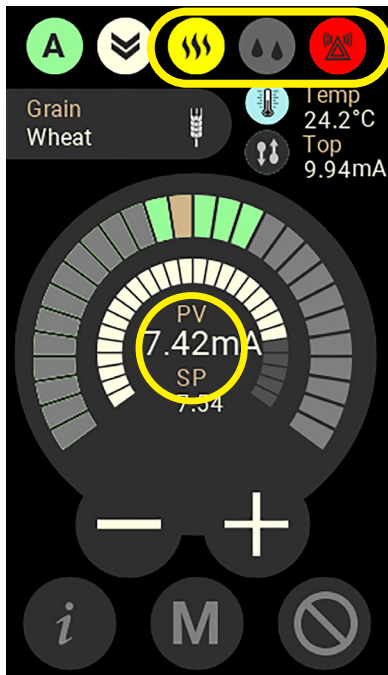 A
Grain
Wheat
Temp
24.2°C
Top
9.94mA
PV
7.42mA
SP
7.54
i
M